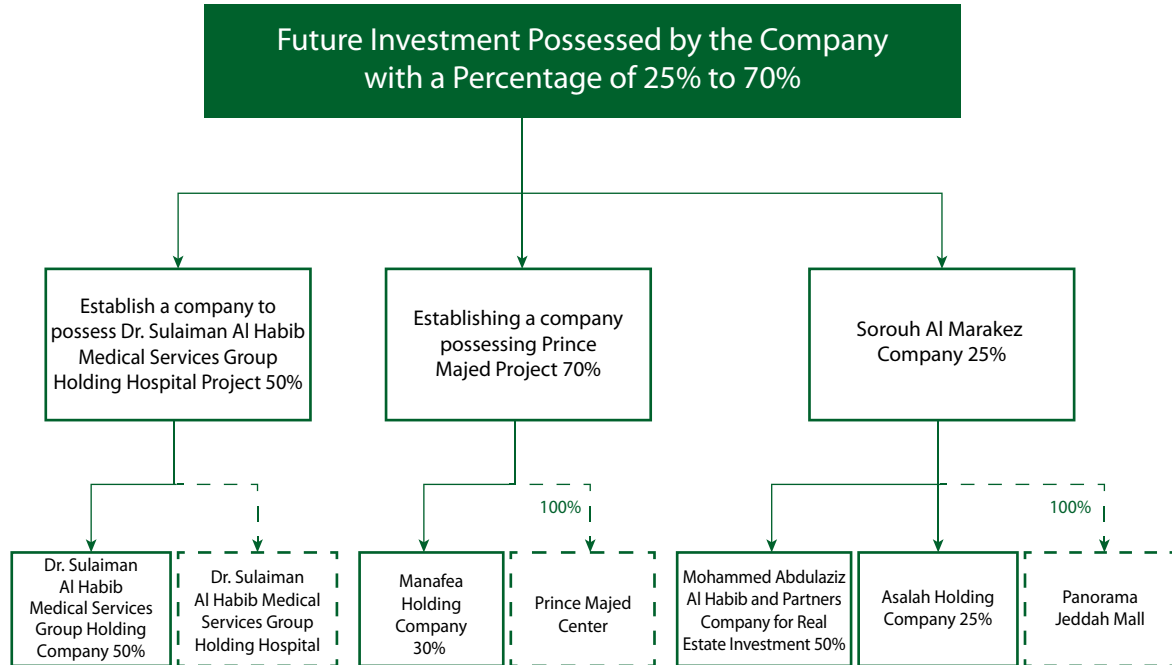 Future Investment Possessed by the Company
with a Percentage of 25% to 70%
Establish a company to
possess Dr. Sulaiman Al Habib
Medical Services Group
Holding Hospital Project 50%
Establishing a company
possessing Prince
Majed Project 70%
Sorouh Al Marakez
Company 25%
100%
100%
Dr. Sulaiman
Al Habib
Medical Services
Group Holding
Company 50%
Dr. Sulaiman
Al Habib Medical
Services Group
Holding Hospital
Manafea
Holding
Company
30%
Prince Majed
Center
Mohammed Abdulaziz
Al Habib and Partners
Company for Real
Estate Investment 50%
Asalah Holding
Company 25%
Panorama
Jeddah Mall